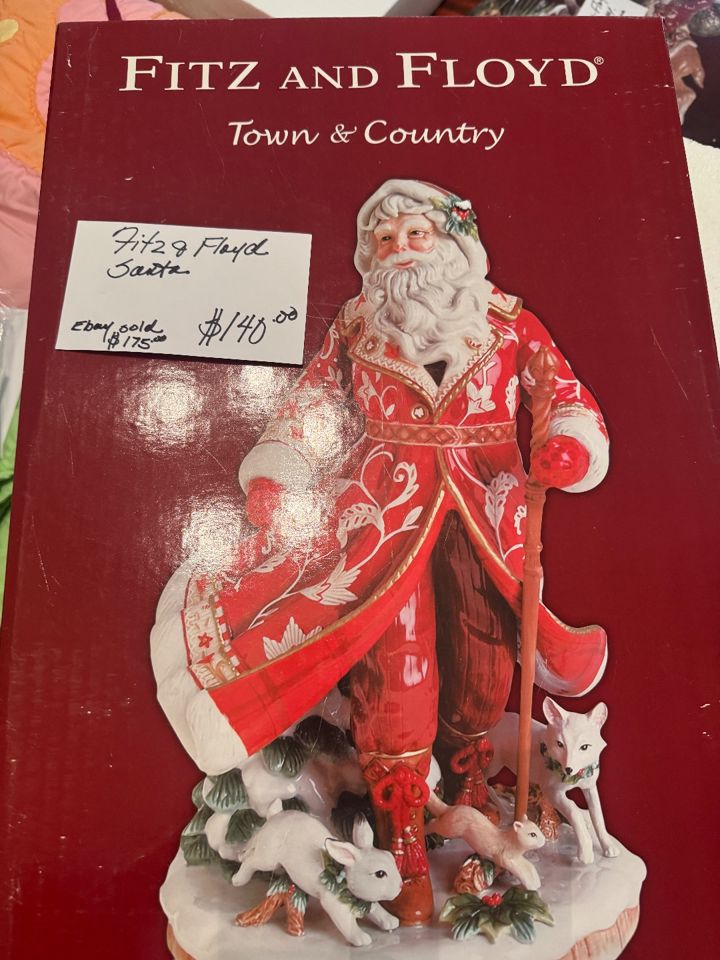 FITZ AND FLOYD®
Town & Country
Fitz & Floyd
Santa
Ebay sold
$175.00
$140.00